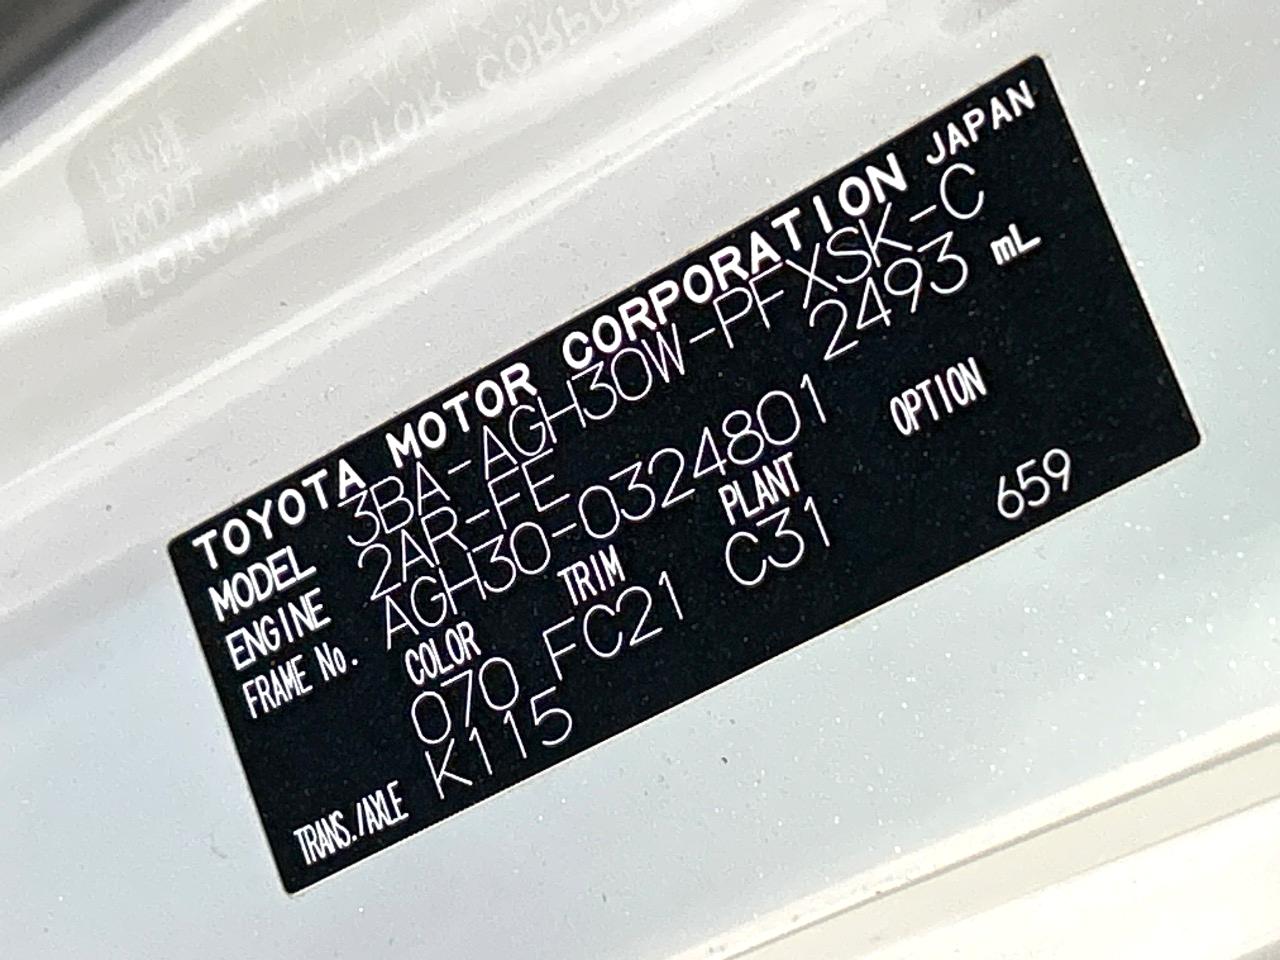 TOYOTA MOTOR CORPORATION JAPAN
MODEL 3BA-AGH30W-PFXSK-C
ENGINE 2AR-FE 2493 mL
FRAME No. AGH30-0324801
COLOR TRIM PLANT OPTION
070 FC21 C31 659
TRANS./AXLE K115